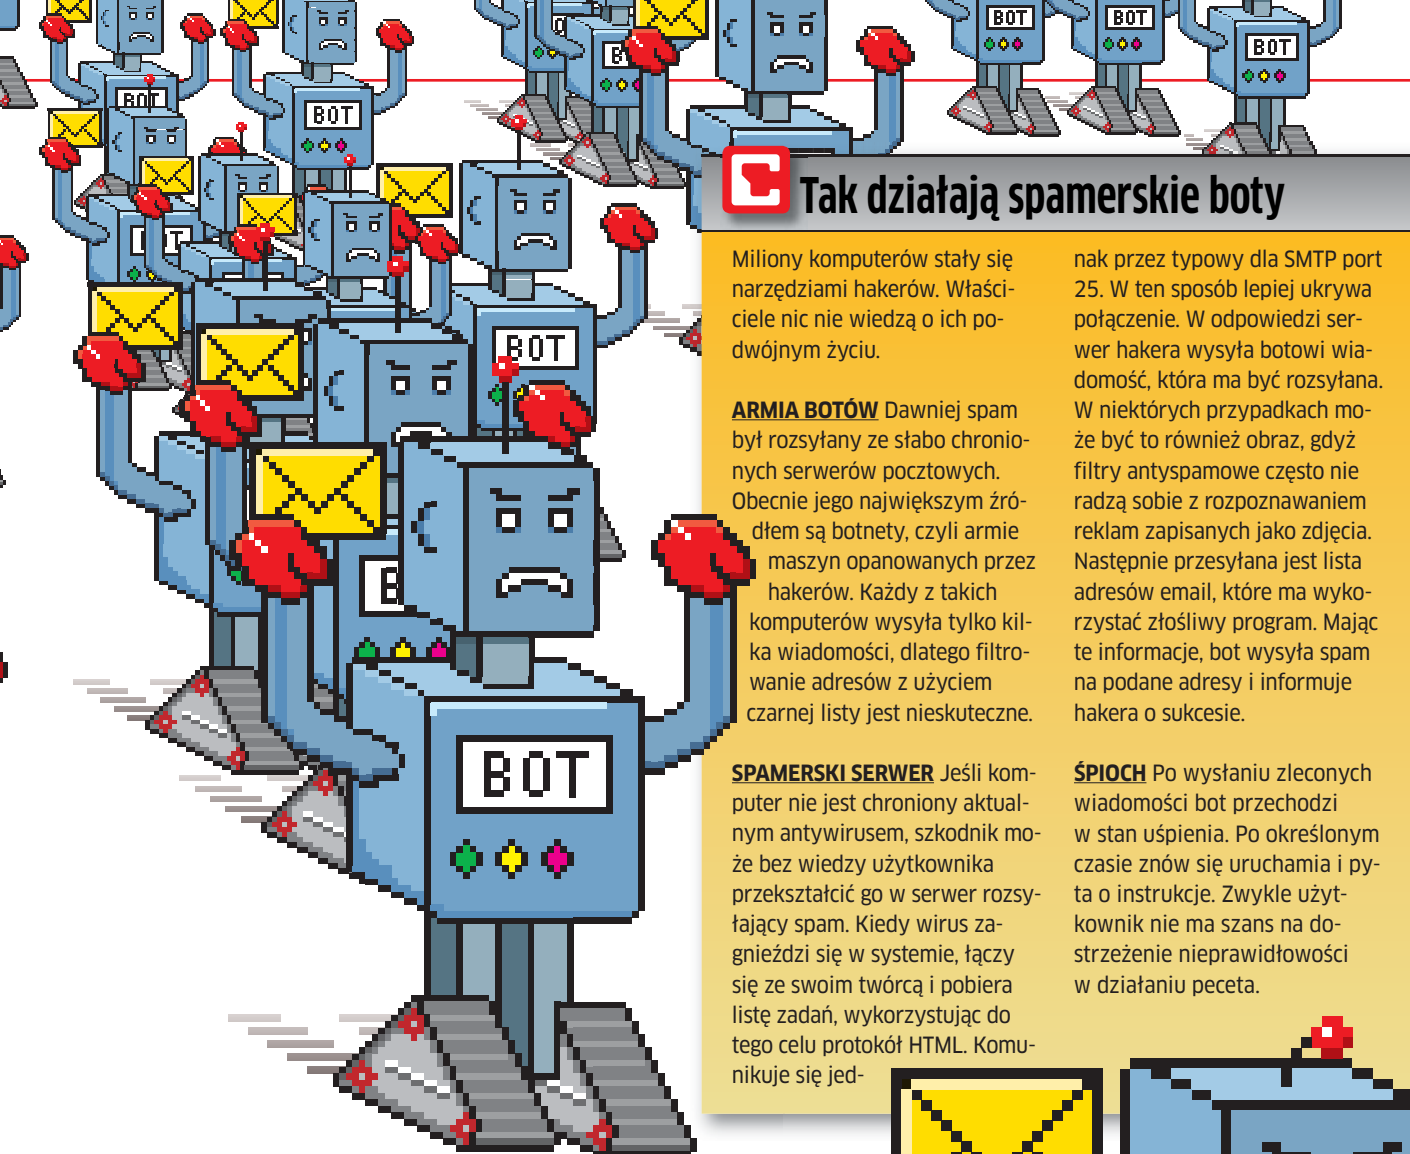 BOT
BOT
BOT
BOT
BOT
BOT
BOT
BOT
Tak działają spamerskie boty
Miliony komputerów stały się
narzędziami hakerów. Właści-
ciele nic nie wiedzą o ich po-
dwójnym życiu.
ARMIA BOTÓW Dawniej spam
był rozsyłany ze słabo chronio-
nych serwerów pocztowych.
Obecnie jego największym źró-
dłem są botnety, czyli armie
maszyn opanowanych przez
hakerów. Każdy z takich
komputerów wysyła tylko kil-
ka wiadomości, dlatego filtro-
wanie adresów z użyciem
czarnej listy jest nieskuteczne.
SPAMERSKI SERWER Jeśli kom-
puter nie jest chroniony aktual-
nym antywirusem, szkodnik mo-
że bez wiedzy użytkownika
przekształcić go w serwer rozsy-
łający spam. Kiedy wirus za-
gnieździ się w systemie, łączy
się ze swoim twórcą i pobiera
listę zadań, wykorzystując do
tego celu protokół HTML. Komu-
nikuje się jed-
nak przez typowy dla SMTP port
25. W ten sposób lepiej ukrywa
połączenie. W odpowiedzi ser-
wer hakera wysyła botowi wia-
domość, która ma być rozsyłana.
W niektórych przypadkach mo-
że być to również obraz, gdyż
filtry antyspamowe często nie
radzą sobie z rozpoznawaniem
reklam zapisanych jako zdjęcia.
Następnie przesyłana jest lista
adresów email, które ma wyko-
rzystać złośliwy program. Mając
te informacje, bot wysyła spam
na podane adresy i informuje
hakera o sukcesie.
ŚPIOCH Po wysłaniu zleconych
wiadomości bot przechodzi
w stan uśpienia. Po określonym
czasie znów się uruchamia i py-
ta o instrukcje. Zwykle użyt-
kownik nie ma szans na do-
strzeżenie nieprawidłowości
w działaniu peceta.